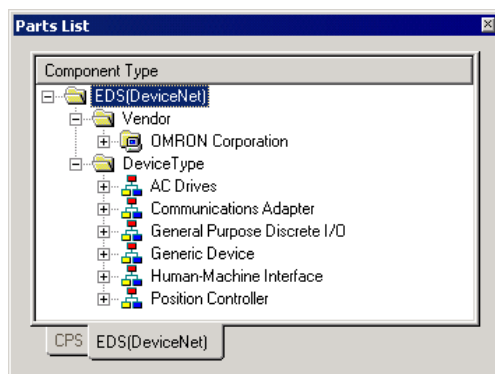 Parts List
Component Type
EDS(DeviceNet)
Vendor
OMRON Corporation
DeviceType
AC Drives
Communications Adapter
General Purpose Discrete I/O
Generic Device
Human-Machine Interface
Position Controller
CPS EDS(DeviceNet)